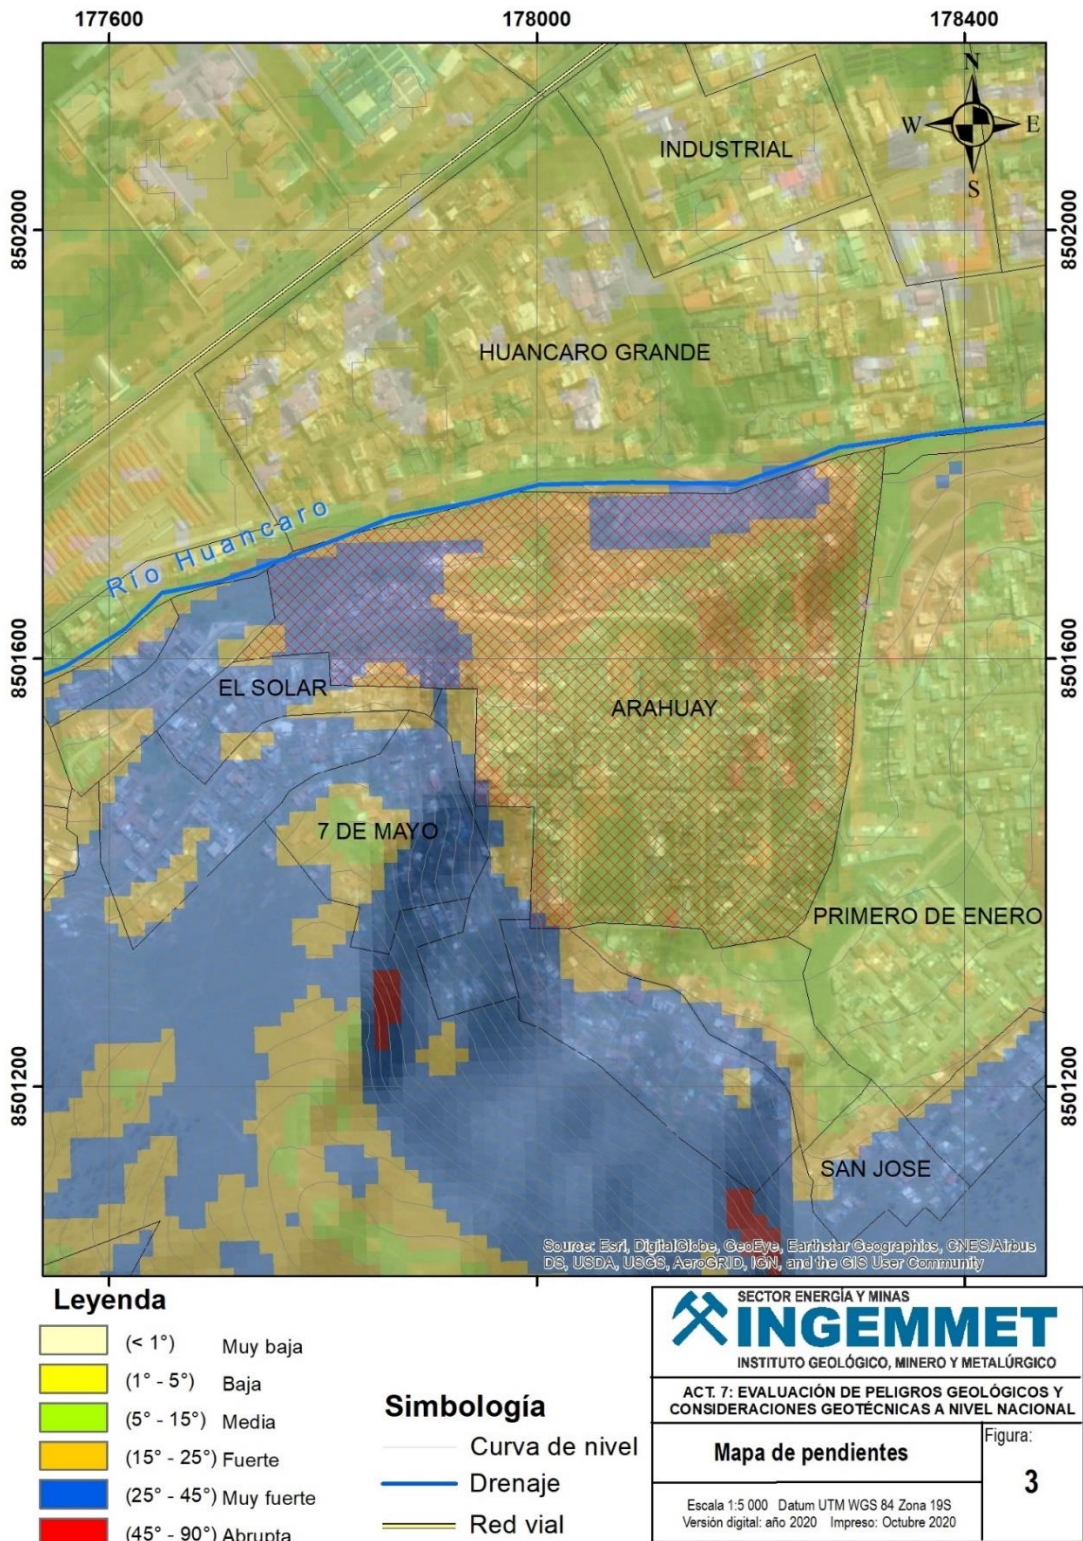 177600 178000 178400
N
W E
S
INDUSTRIAL
8502000 8502000
HUANCARO GRANDE
Río Huancaro
8501600 8501600
EL SOLAR
ARAHUAY
7 DE MAYO
PRIMERO DE ENERO
8501200 8501200
SAN JOSE
Source: Esri, DigitalGlobe, GeoEye, Earthstar Geographics, CNES/Airbus
DS, USDA, USGS, AeroGRID, IGN, and the GIS User Community
Leyenda
(< 1°) Muy baja
(1° - 5°) Baja
(5° - 15°) Media
(15° - 25°) Fuerte
(25° - 45°) Muy fuerte
(45° - 90°) Abrupta
Simbología
Curva de nivel
Drenaje
Red vial
SECTOR ENERGÍA Y MINAS
INGEMMET
INSTITUTO GEOLÓGICO, MINERO Y METALÚRGICO
ACT. 7: EVALUACIÓN DE PELIGROS GEOLÓGICOS Y
CONSIDERACIONES GEOTÉCNICAS A NIVEL NACIONAL
Mapa de pendientes
Figura:
3
Escala 1:5 000 Datum UTM WGS 84 Zona 19S
Versión digital: año 2020 Impreso: Octubre 2020